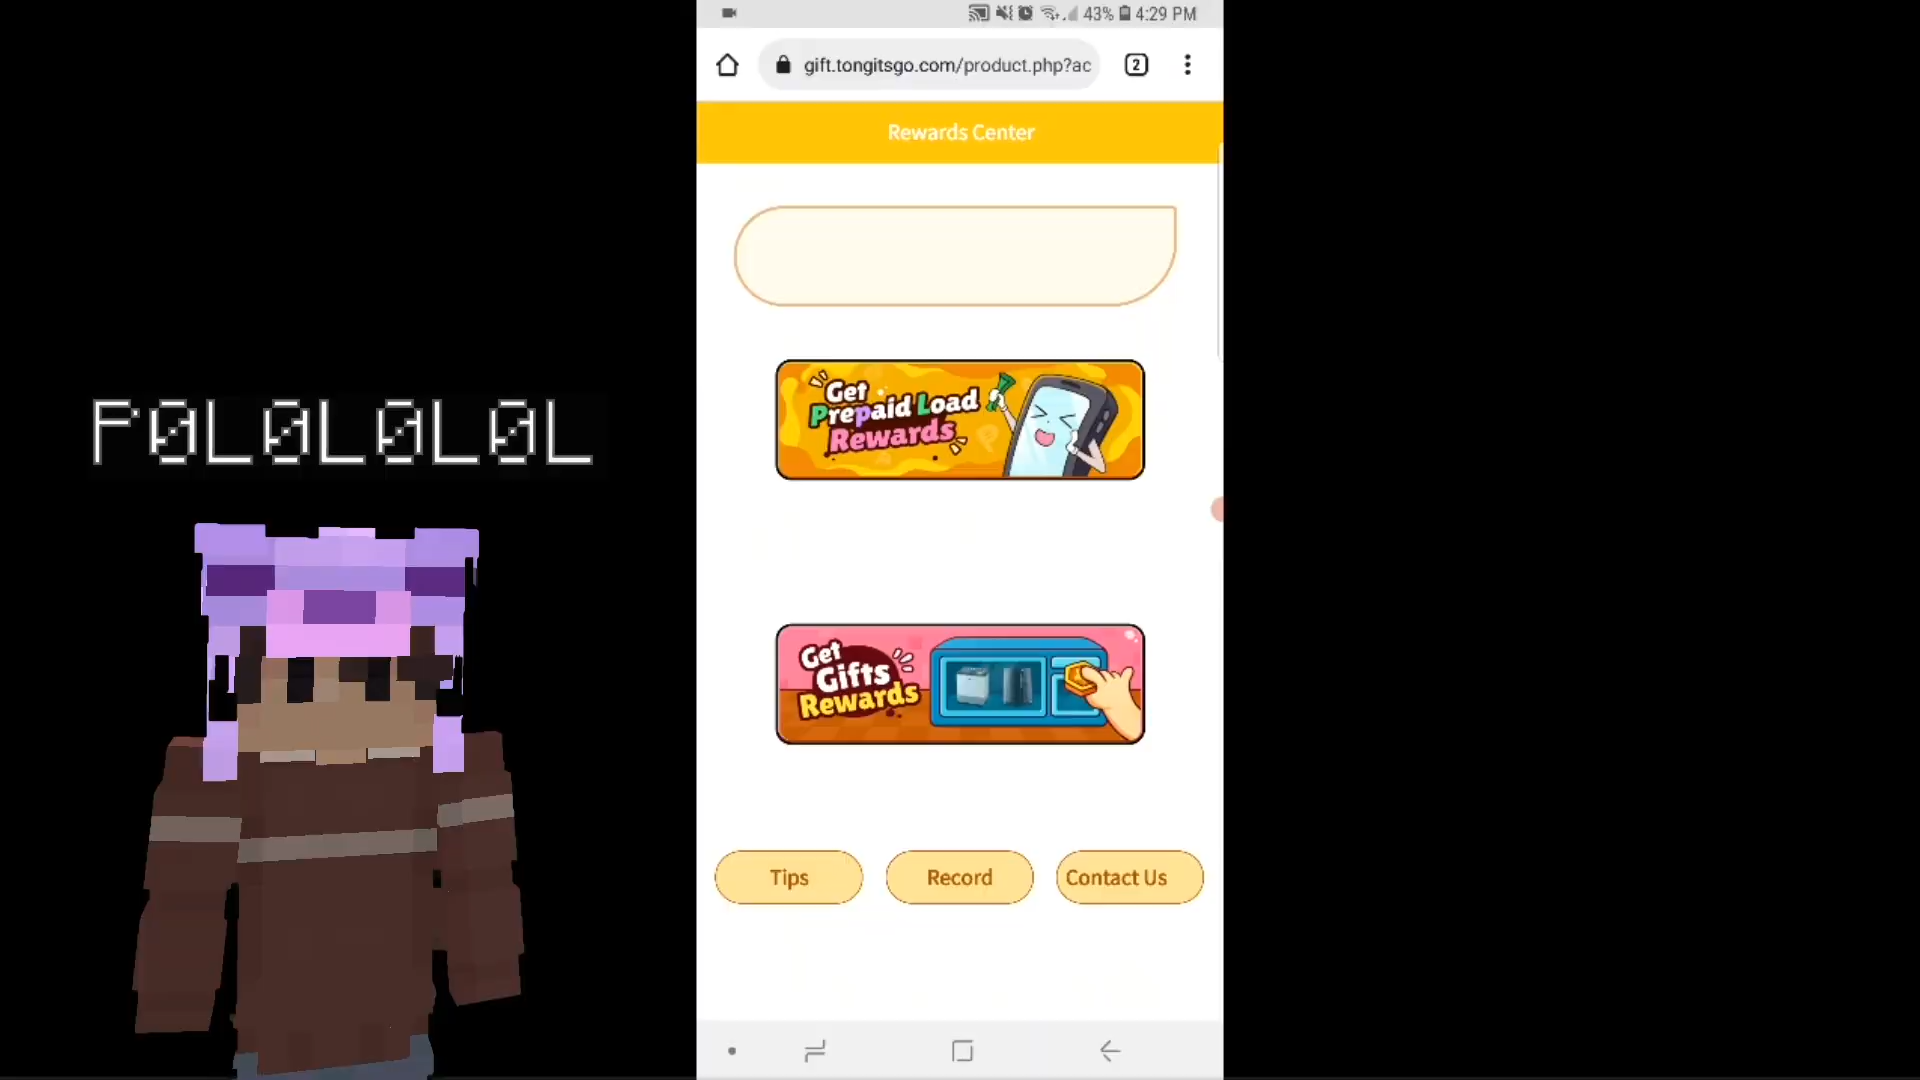 43% 4:29 PM
gift.tongitsgo.com/product.php?ac
2
Rewards Center
Get
Prepaid Load
Rewards
P0L0L0L0L
Get
Gifts
Rewards
Tips
Record
Contact Us